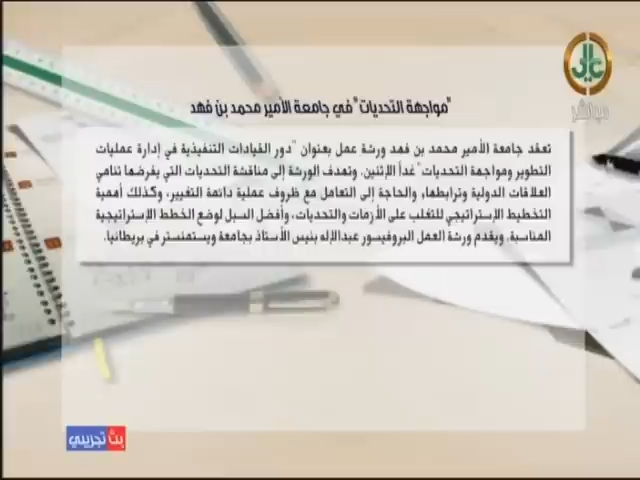 مباشر
"مواجهة التحديات" في جامعة الأمير محمد بن فهد
تعقد جامعة الأمير محمد بن فهد ورشة عمل بعنوان "دور القيادات التنفيذية في إدارة عمليات
التطوير ومواجهة التحديات" غداً الإثنين. وتهدف الورشة إلى مناقشة التحديات التي يفرضها تنامي
العلاقات الدولية وترابطها، والحاجة إلى التعامل مع ظروف عملية دائمة التغيير، وكذلك أهمية
التخطيط الإستراتيجي للتغلب على الأزمات والتحديات، وأفضل السبل لوضع الخطط الإستراتيجية
المناسبة. ويقدم ورشة العمل البروفيسور عبدالإله بنيس الأستاذ بجامعة ويستمنستر في بريطانيا.
بث تجريبي